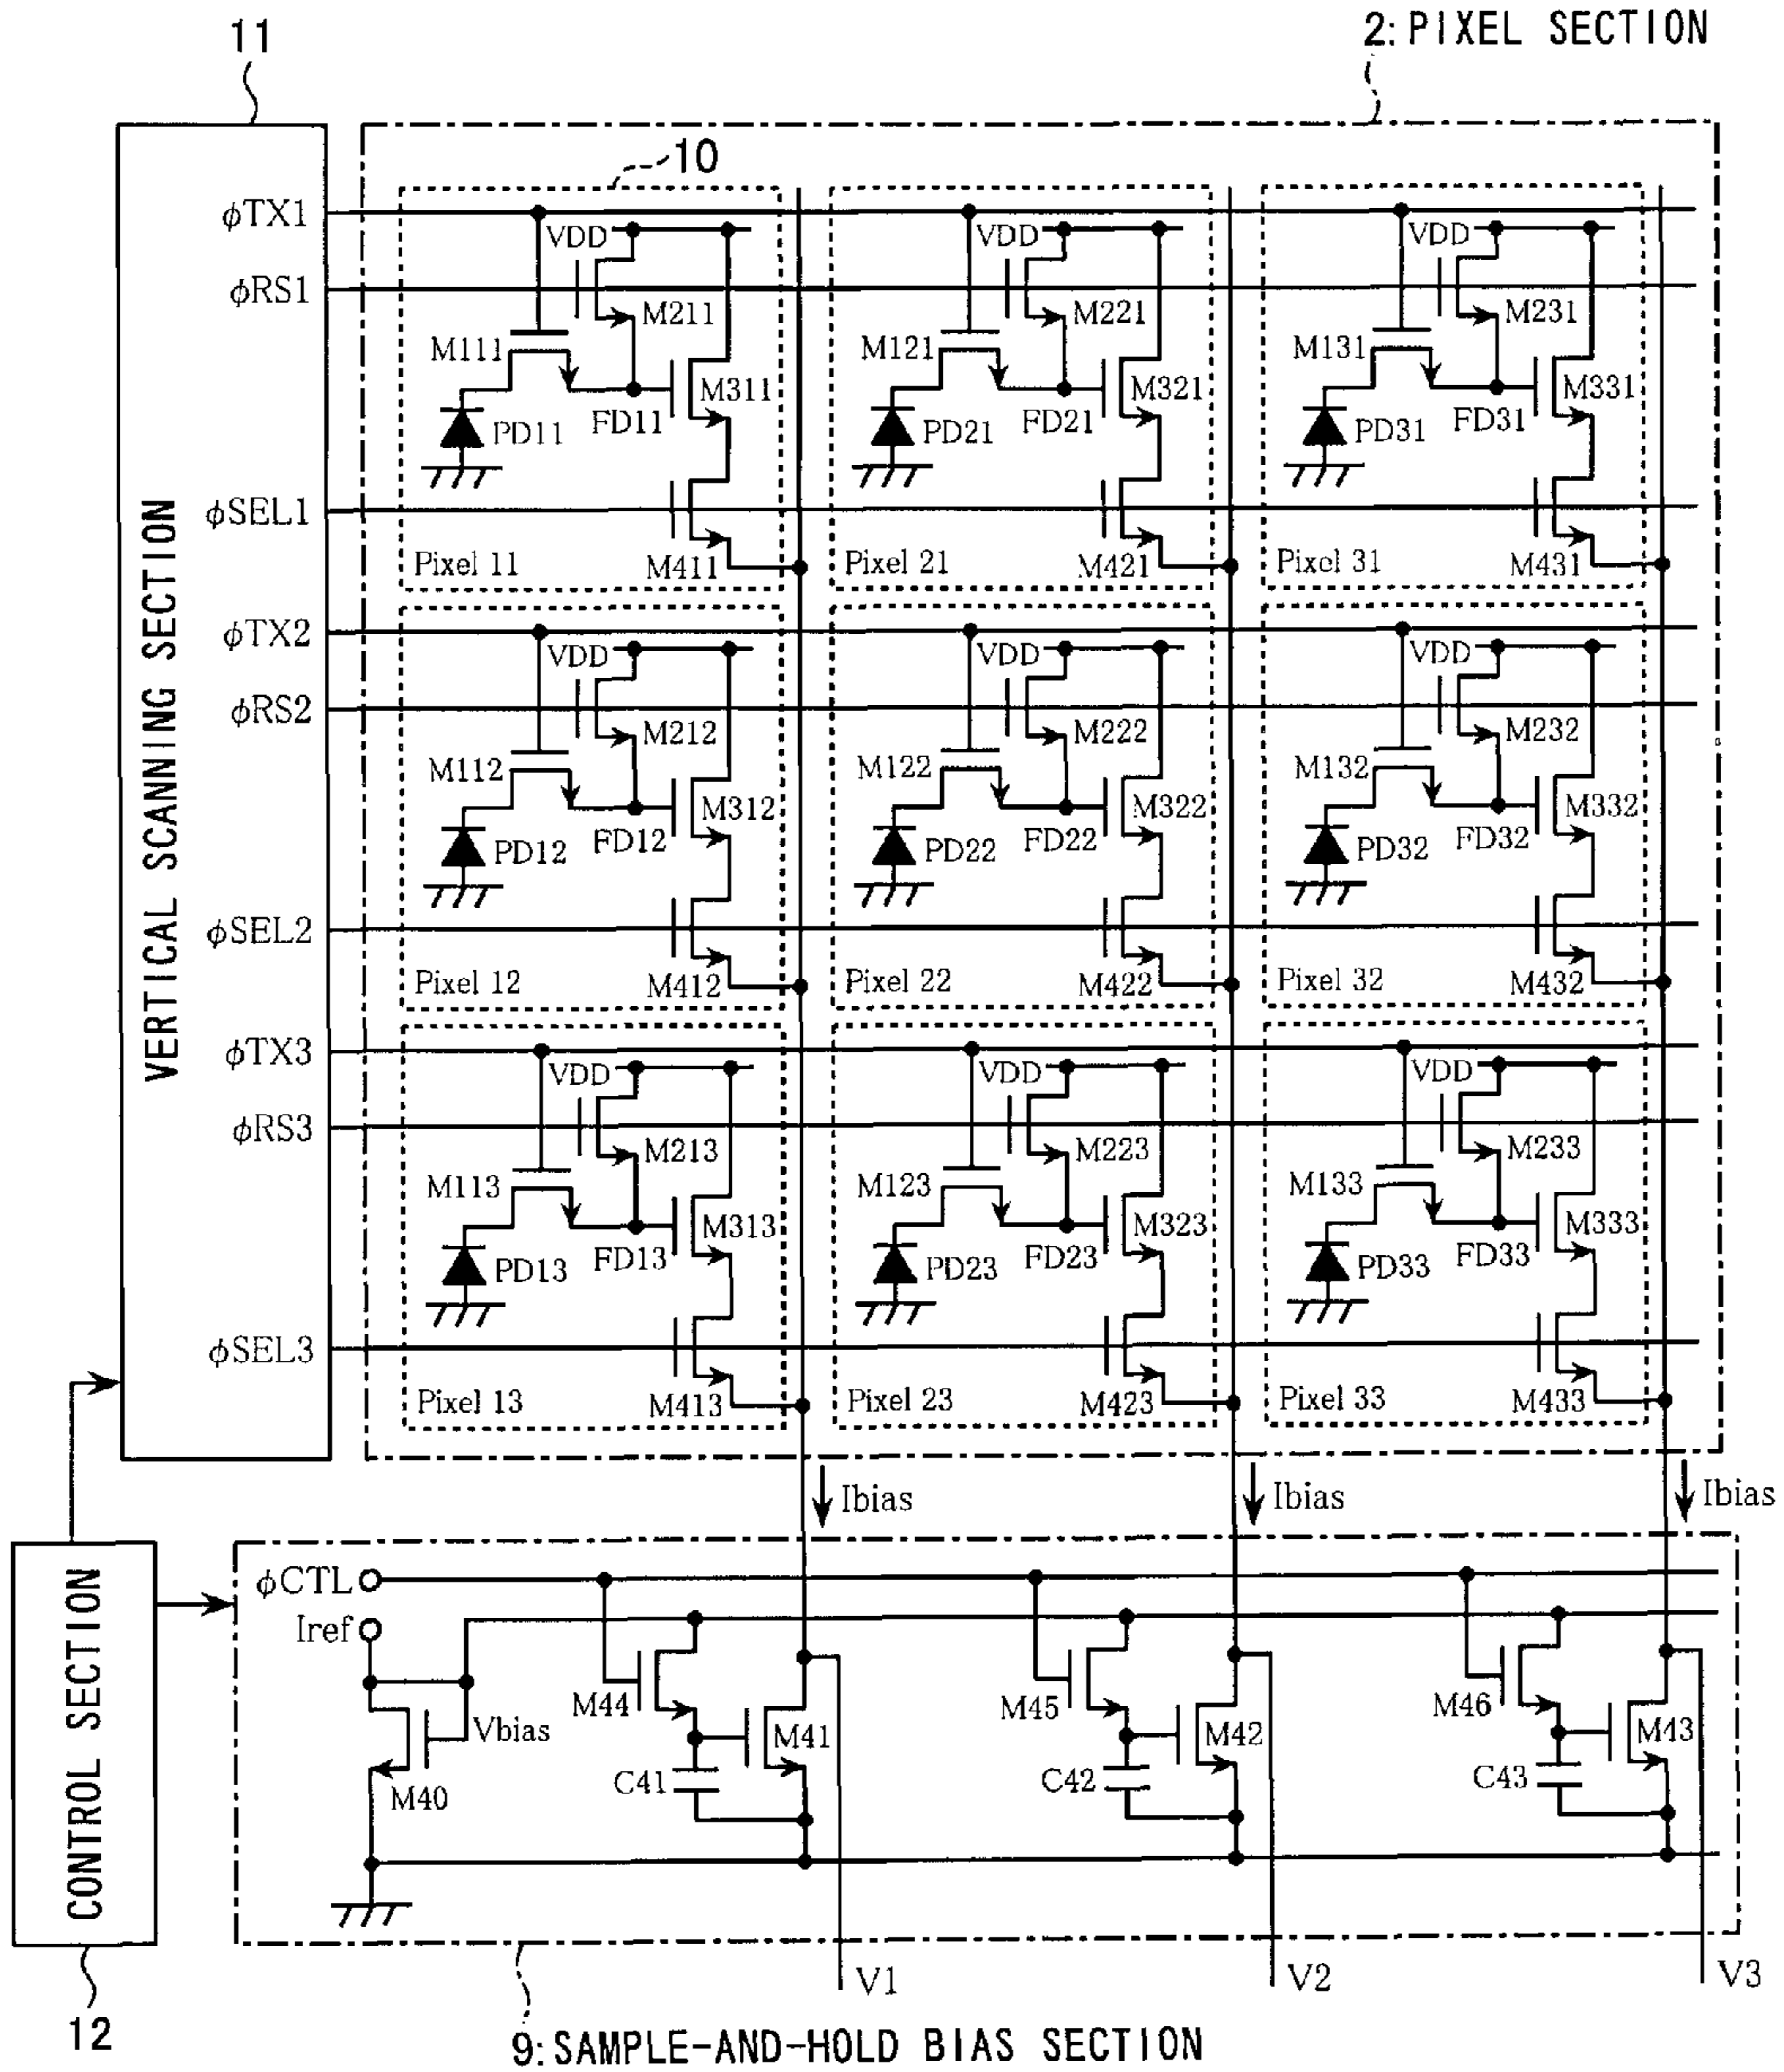 11
2: PIXEL SECTION
10
VERTICAL SCANNING SECTION
φTX1
φRS1
φSEL1
VDD
M211
M111
M311
PD11
FD11
Pixel 11
M411
VDD
M221
M121
M321
PD21
FD21
Pixel 21
M421
VDD
M231
M131
M331
PD31
FD31
Pixel 31
M431
φTX2
φRS2
φSEL2
VDD
M212
M112
M312
PD12
FD12
Pixel 12
M412
VDD
M222
M122
M322
PD22
FD22
Pixel 22
M422
VDD
M232
M132
M332
PD32
FD32
Pixel 32
M432
φTX3
φRS3
φSEL3
VDD
M213
M113
M313
PD13
FD13
Pixel 13
M413
VDD
M223
M123
M323
PD23
FD23
Pixel 23
M423
VDD
M233
M133
M333
PD33
FD33
Pixel 33
M433
Ibias
Ibias
Ibias
CONTROL SECTION
12
φCTL
Iref
Vbias
M40
M44
M41
C41
M45
M42
C42
M46
M43
C43
V1
V2
V3
9: SAMPLE-AND-HOLD BIAS SECTION